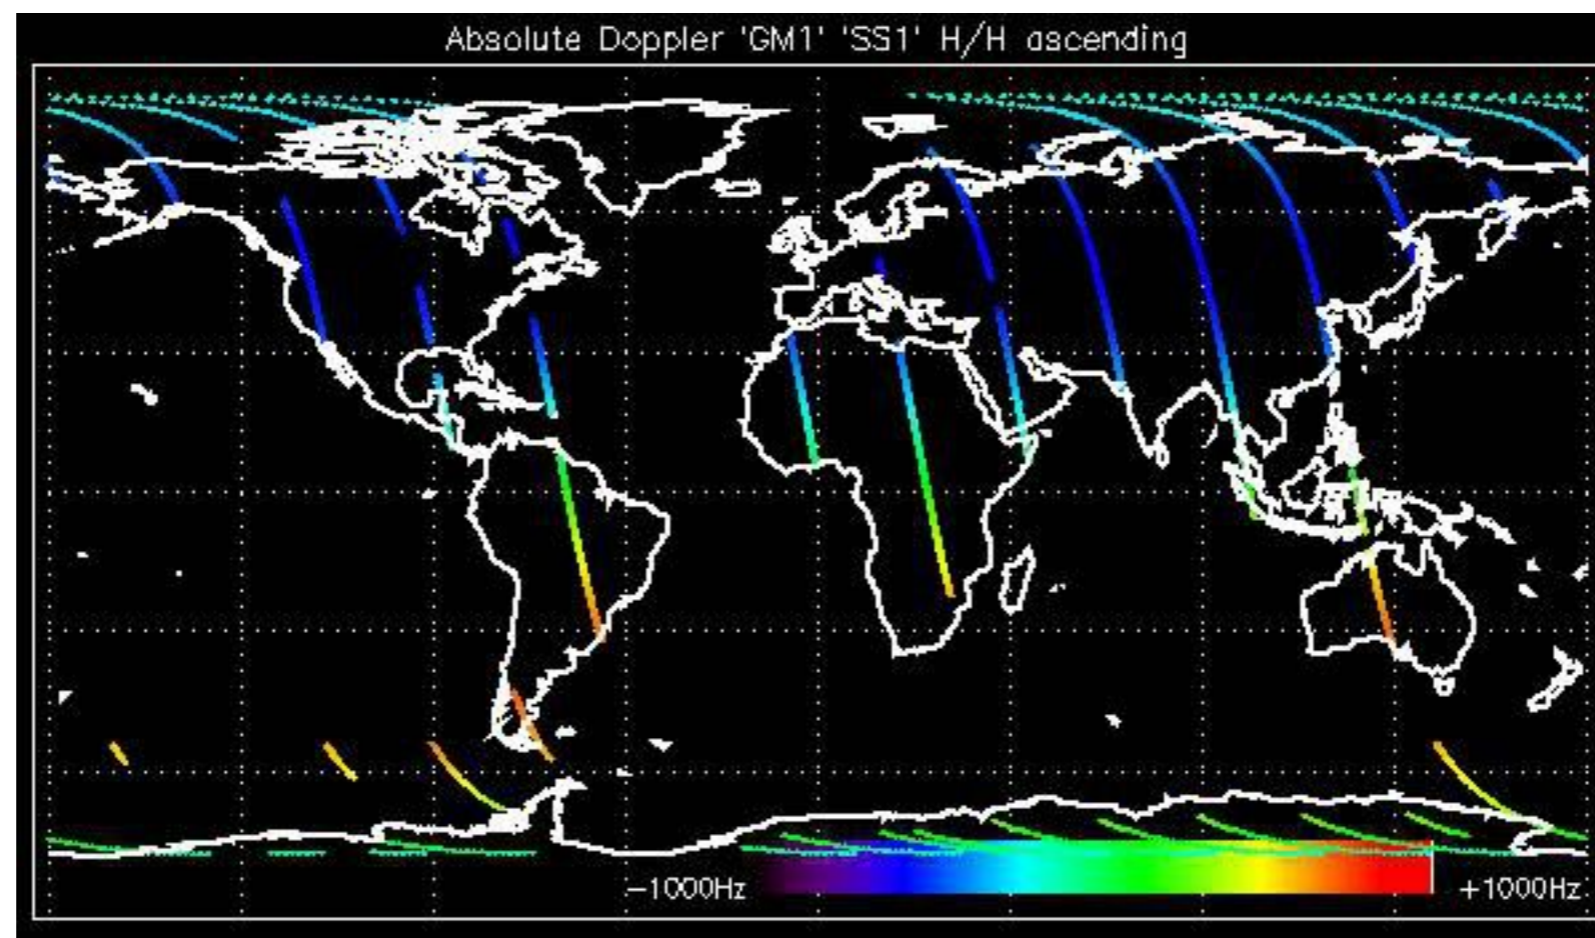 Absolute Doppler 'GM1' 'SS1' H/H ascending
-1000Hz
+1000Hz